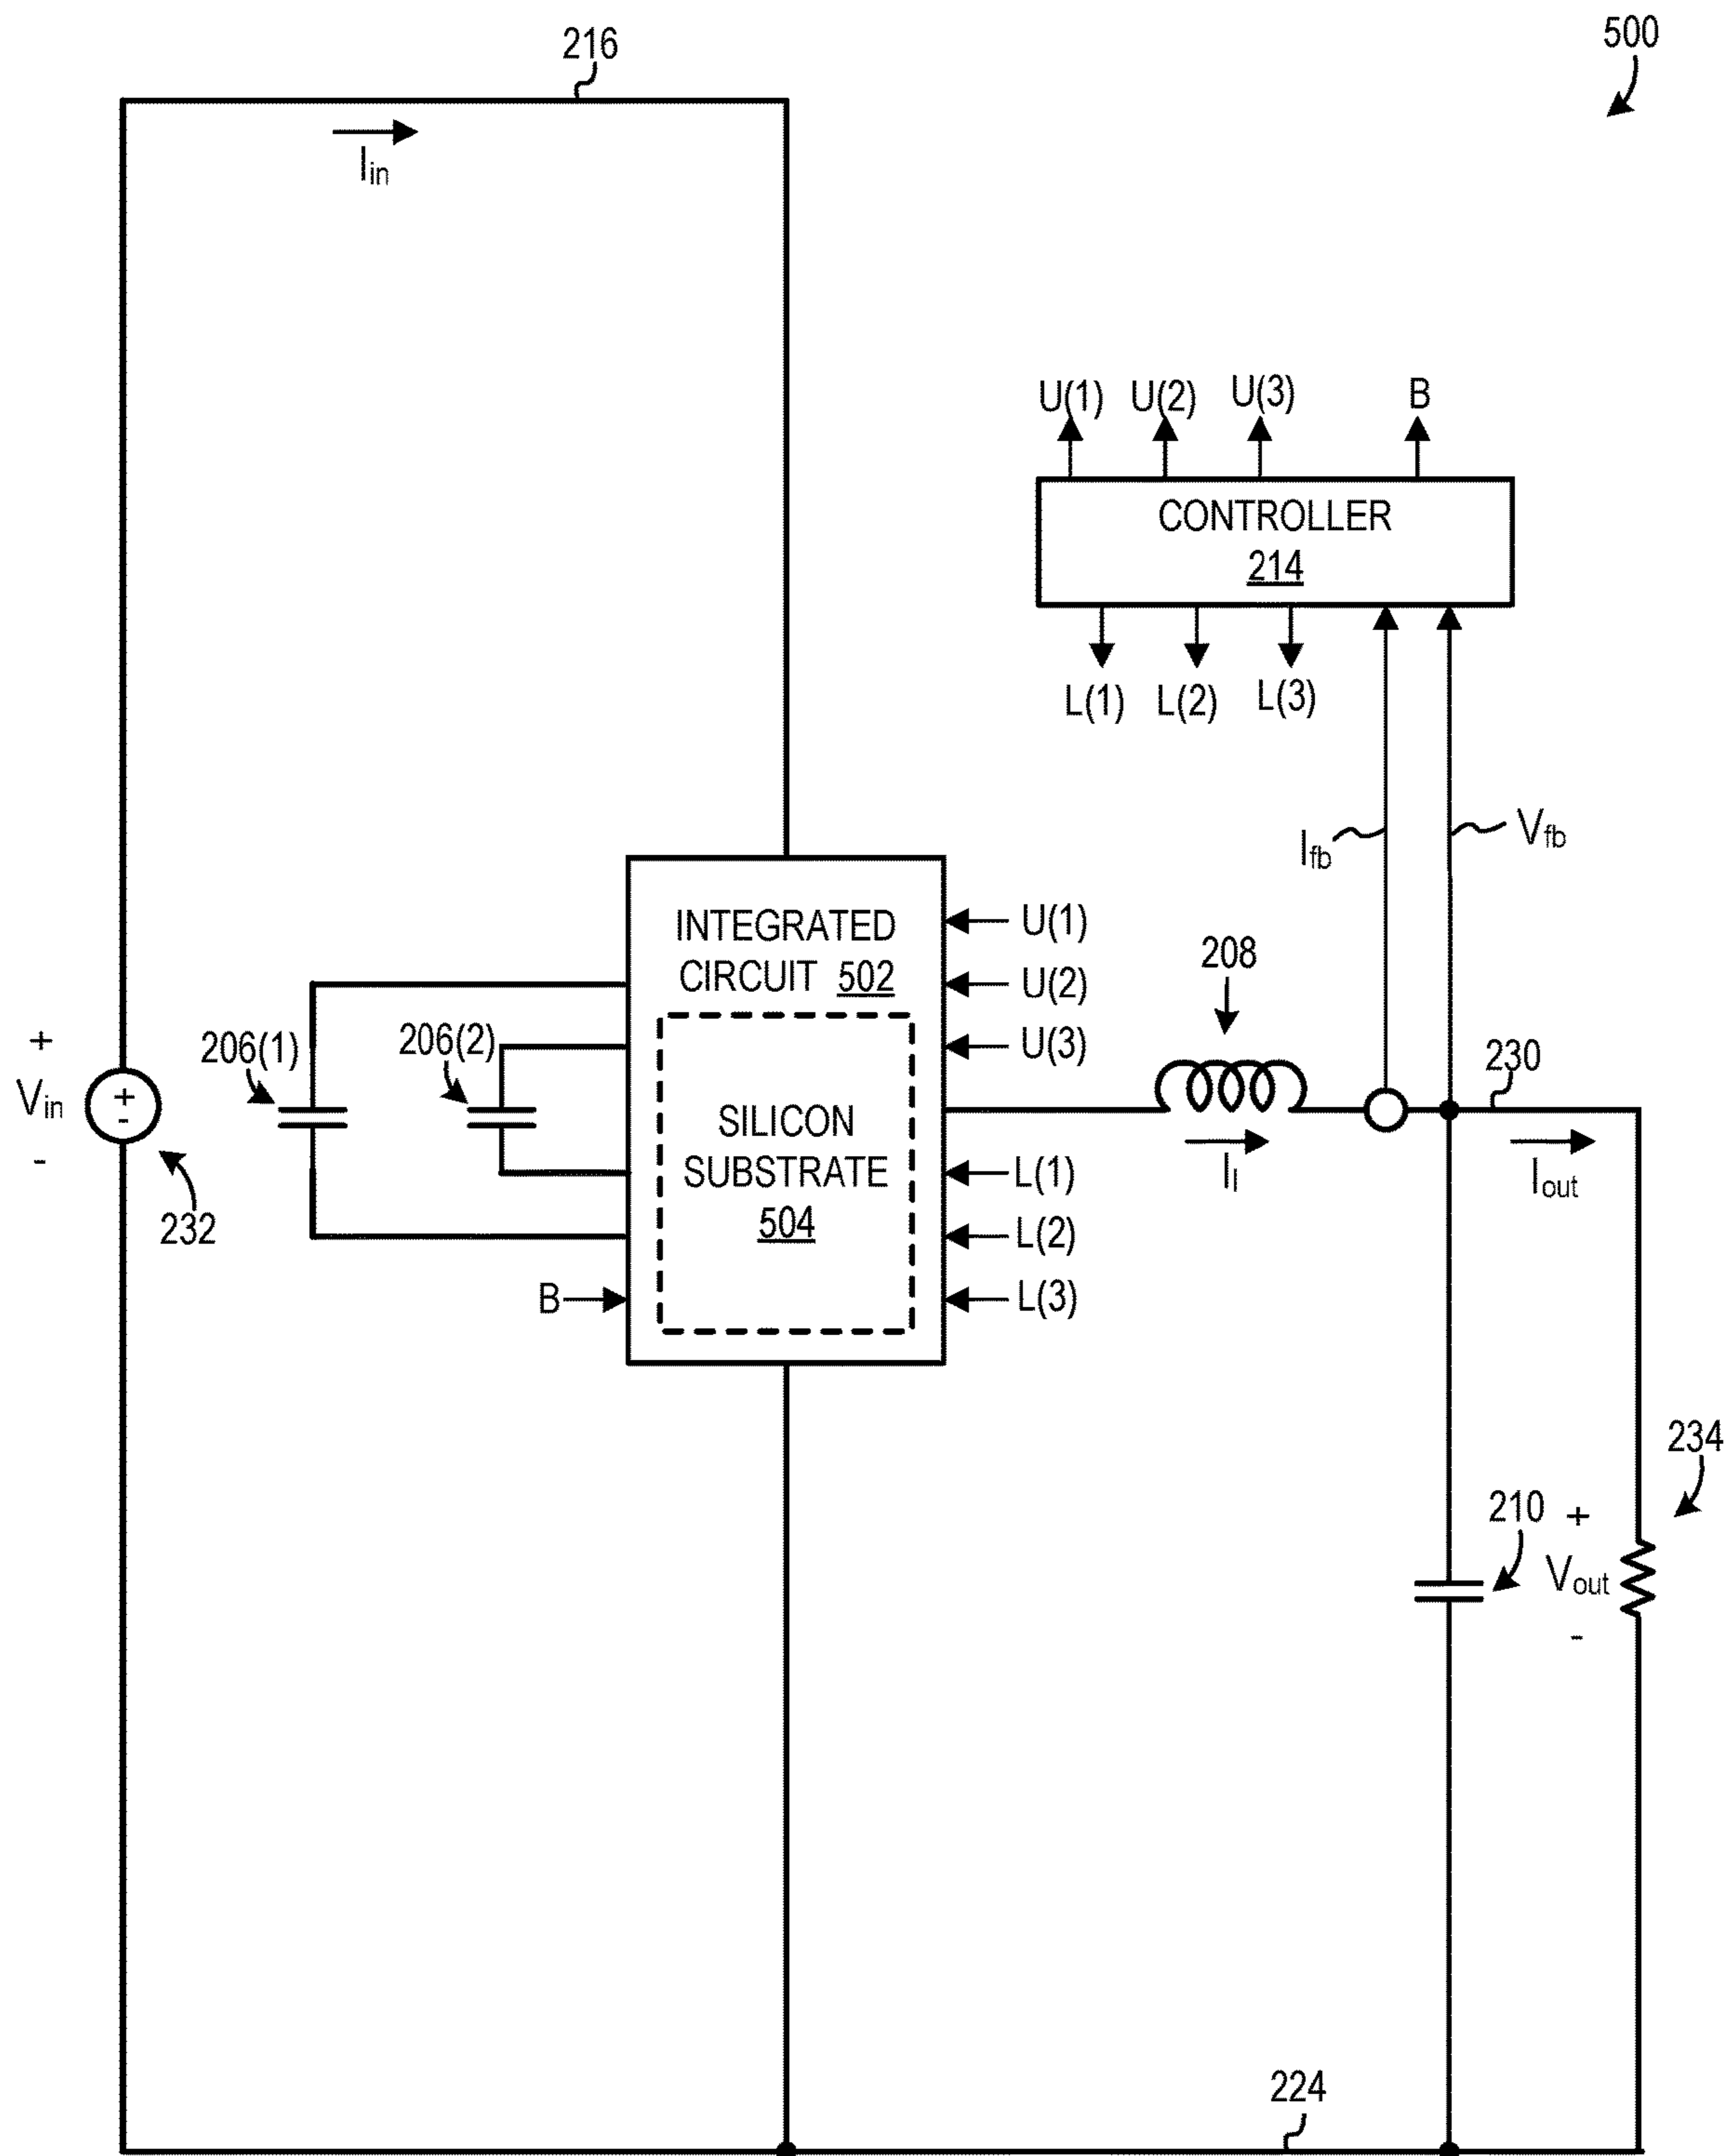 500
216
Iin
U(1) U(2) U(3) B
CONTROLLER
214
L(1) L(2) L(3)
Ifb
Vfb
INTEGRATED
CIRCUIT 502
U(1)
U(2)
U(3)
208
230
206(1)
206(2)
+
Vin
-
+
-
232
SILICON
SUBSTRATE
504
Il
Iout
L(1)
L(2)
L(3)
B
234
210
+
Vout
-
224